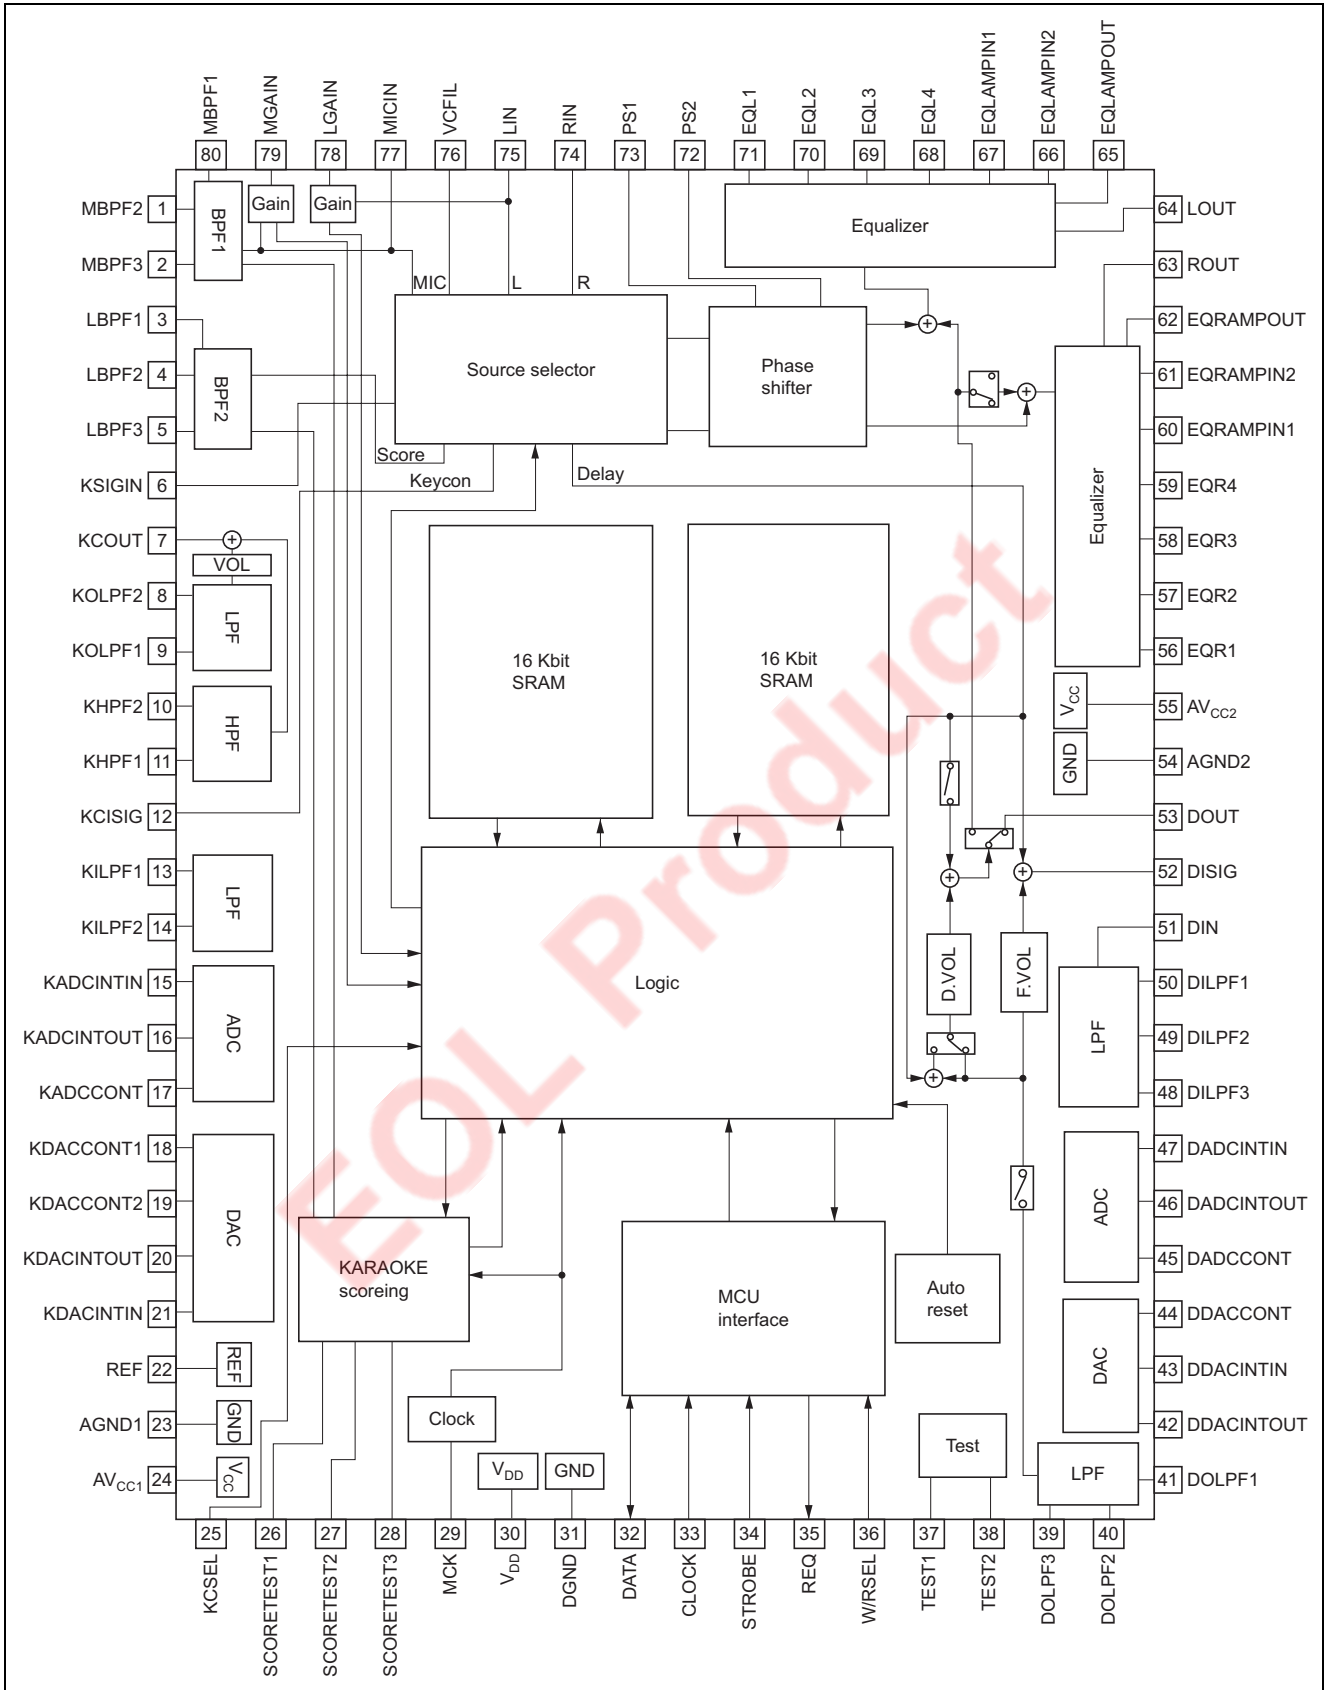 MBPF1
MGAIN
LGAIN
MICIN
VCFIL
LIN
RIN
PS1
PS2
EQL1
EQL2
EQL3
EQL4
EQLAMPIN1
EQLAMPIN2
EQLAMPOUT
80 79 78 77 76 75 74 73 72 71 70 69 68 67 66 65
MBPF2 1
MBPF3 2
LBPF1 3
LBPF2 4
LBPF3 5
KSIGIN 6
KCOUT 7
KOLPF2 8
KOLPF1 9
KHPF2 10
KHPF1 11
KCISIG 12
KILPF1 13
KILPF2 14
KADCINTIN 15
KADCINTOUT 16
KADCCONT 17
KDACCONT1 18
KDACCONT2 19
KDACINTOUT 20
KDACINTIN 21
REF 22
AGND1 23
AVCC1 24
BPF1
Gain
Gain
BPF2
VOL
LPF
HPF
LPF
ADC
DAC
REF
GND
VCC
MIC
L
R
Source selector
Score
Keycon
Delay
Phase
shifter
Equalizer
Equalizer
16 Kbit
SRAM
16 Kbit
SRAM
Logic
D.VOL
F.VOL
KARAOKE
scoreing
MCU
interface
Auto
reset
Clock
VDD
GND
Test
LPF
VCC
GND
LPF
ADC
DAC
64 LOUT
63 ROUT
62 EQRAMPOUT
61 EQRAMPIN2
60 EQRAMPIN1
59 EQR4
58 EQR3
57 EQR2
56 EQR1
55 AVCC2
54 AGND2
53 DOUT
52 DISIG
51 DIN
50 DILPF1
49 DILPF2
48 DILPF3
47 DADCINTIN
46 DADCINTOUT
45 DADCCONT
44 DDACCONT
43 DDACINTIN
42 DDACINTOUT
41 DOLPF1
25 26 27 28 29 30 31 32 33 34 35 36 37 38 39 40
KCSEL
SCORETEST1
SCORETEST2
SCORETEST3
MCK
VDD
DGND
DATA
CLOCK
STROBE
REQ
W/RSEL
TEST1
TEST2
DOLPF3
DOLPF2
EOL Product